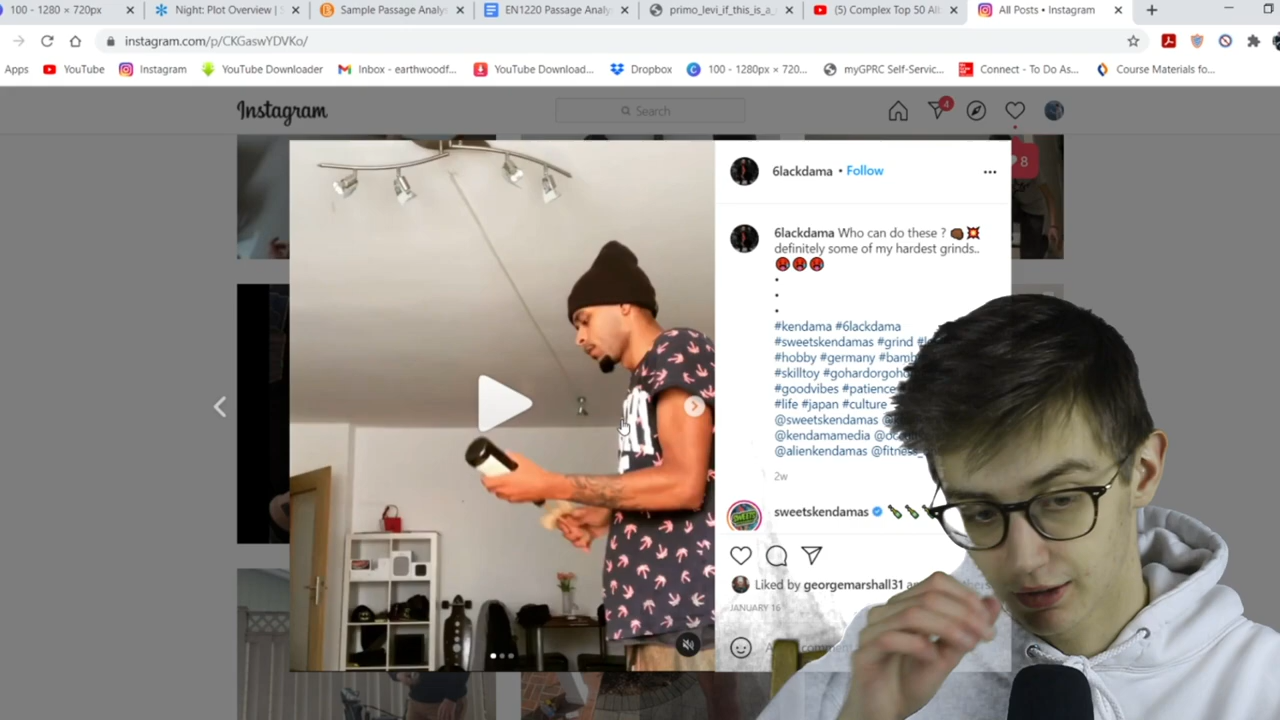 100 - 1280 × 720px
Night: Plot Overview | S
Sample Passage Analys
EN1220 Passage Analy
primo_levi_if_this_is_a_
(5) Complex Top 50 Alt
All Posts • Instagram
instagram.com/p/CKGaswYDVKo/
Apps
YouTube
Instagram
YouTube Downloader
Inbox - earthwoodf...
YouTube Download...
Dropbox
100 - 1280px × 720...
myGPRC Self-Servic...
Connect - To Do As...
Course Materials fo...
Instagram
Search
4
8
6lackdama • Follow
6lackdama Who can do these ? 
definitely some of my hardest grinds..
.
.
.
#kendama #6lackdama
#sweetskendamas #grind
#hobby #germany
#skilltoy
#goodvibes
#life #japan #culture
@sweetskendamas
@kendamamedia
@alienkendamas
2w
sweetskendamas
Liked by georgemarshall31
JANUARY 16